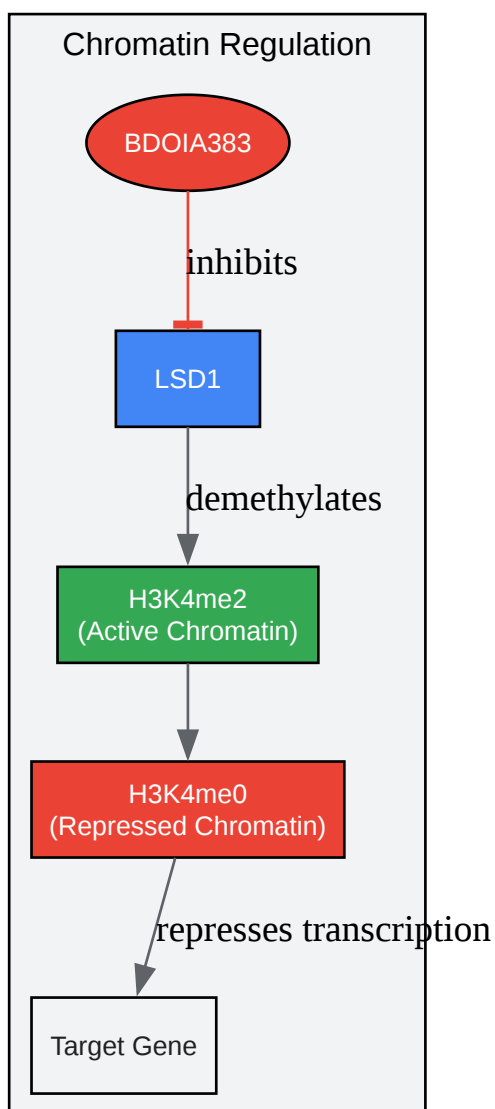 Chromatin Regulation
BDOIA383
inhibits
LSD1
demethylates
H3K4me2
(Active Chromatin)
H3K4me0
(Repressed Chromatin)
represses transcription
Target Gene